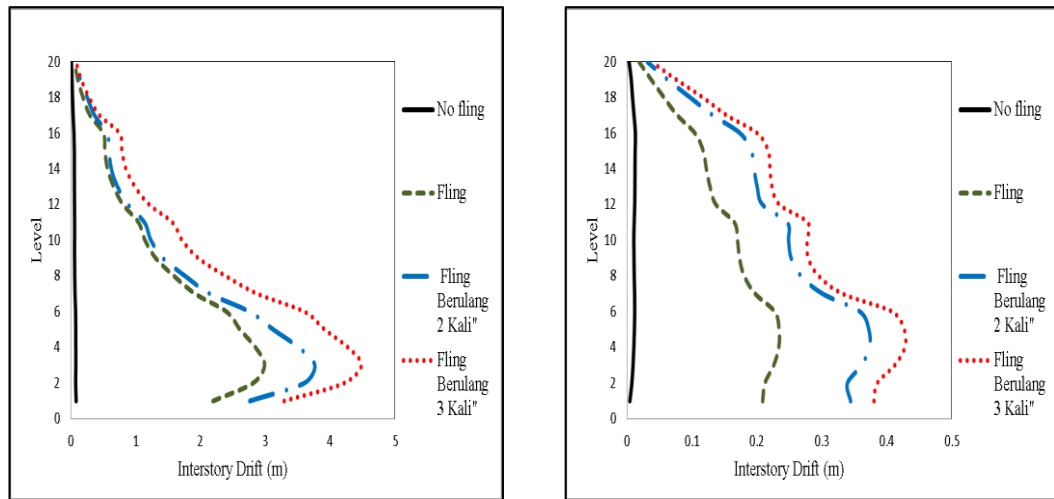 20
18
16
14
12
10
8
6
4
2
0
Level
0 1 2 3 4 5
Interstory Drift (m)
No fling
Fling
Fling
Berulang
2 Kali"
Fling
Berulang
3 Kali"
20
18
16
14
12
10
8
6
4
2
0
Level
0 0.1 0.2 0.3 0.4 0.5
Interstory Drift (m)
No fling
Fling
Fling
Berulang
2 Kali"
Fling
Berulang
3 Kali"